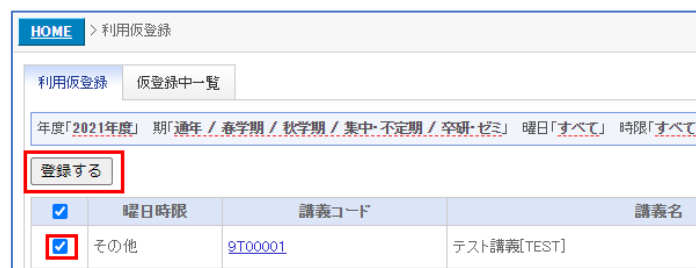 HOME > 利用仮登録
利用仮登録 仮登録中一覧
年度「2021年度」 期「通年 / 春学期 / 秋学期 / 集中・不定期 / 卒研・ゼミ」 曜日「すべて」 時限「すべて
登録する
曜日時限 講義コード 講義名
その他 9T00001 テスト講義[TEST]